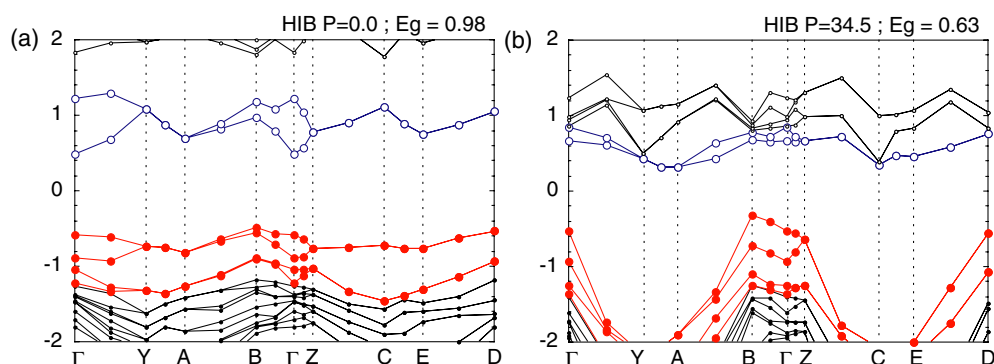 (a) HIB P=0.0 ; Eg = 0.98
2
1
0
-1
-2
Γ Y A B Γ Z C E D
(b) HIB P=34.5 ; Eg = 0.63
2
1
0
-1
-2
Γ Y A B Γ Z C E D